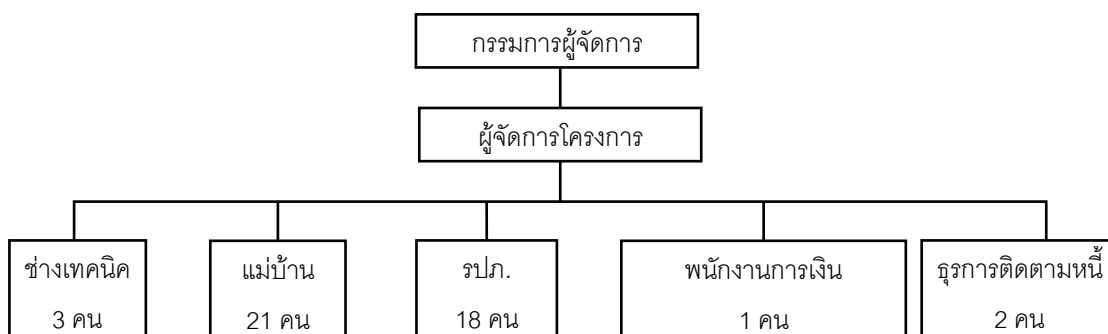 กรรมการผู้จัดการ
ผู้จัดการโครงการ
ช่างเทคนิค
3 คน
แม่บ้าน
21 คน
รปภ.
18 คน
พนักงานการเงิน
1 คน
ธุรการติดตามหนี้
2 คน